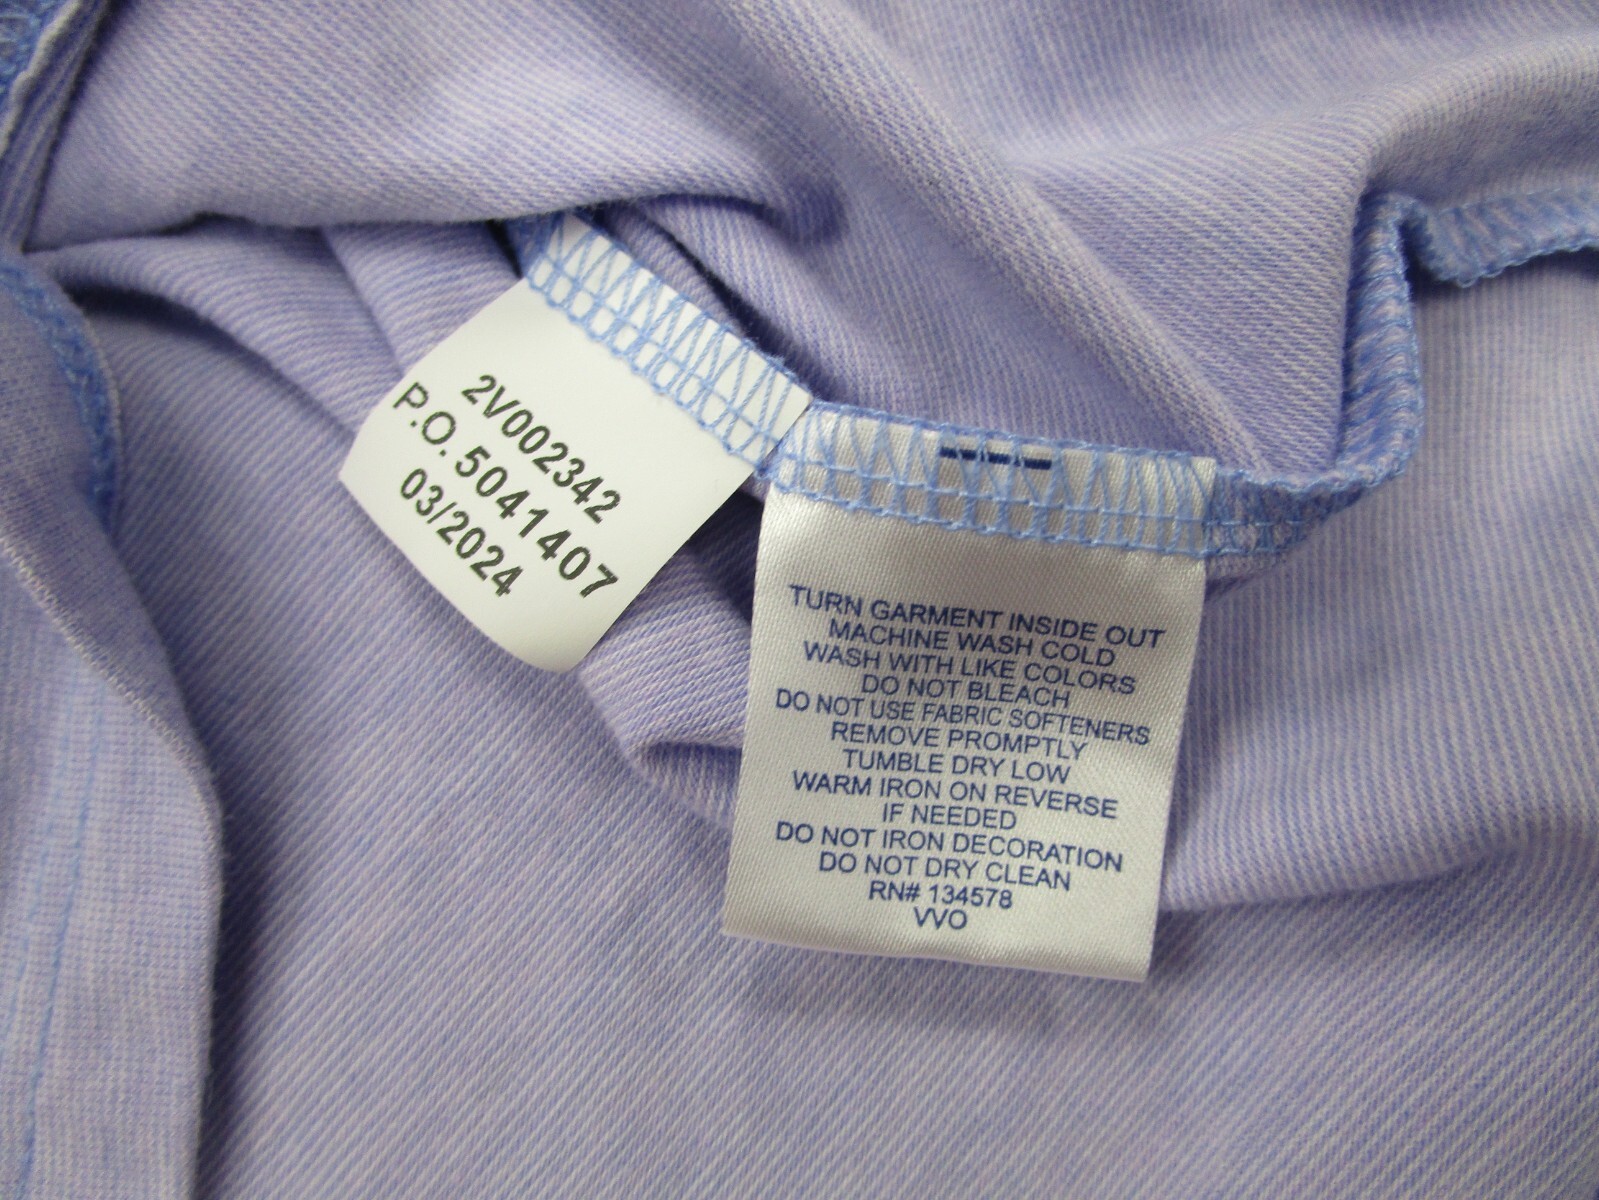 2V002342
P.O. 5041407
03/2024
TURN GARMENT INSIDE OUT
MACHINE WASH COLD
WASH WITH LIKE COLORS
DO NOT BLEACH
DO NOT USE FABRIC SOFTENERS
REMOVE PROMPTLY
TUMBLE DRY LOW
WARM IRON ON REVERSE
IF NEEDED
DO NOT IRON DECORATION
DO NOT DRY CLEAN
RN# 134578
VVO